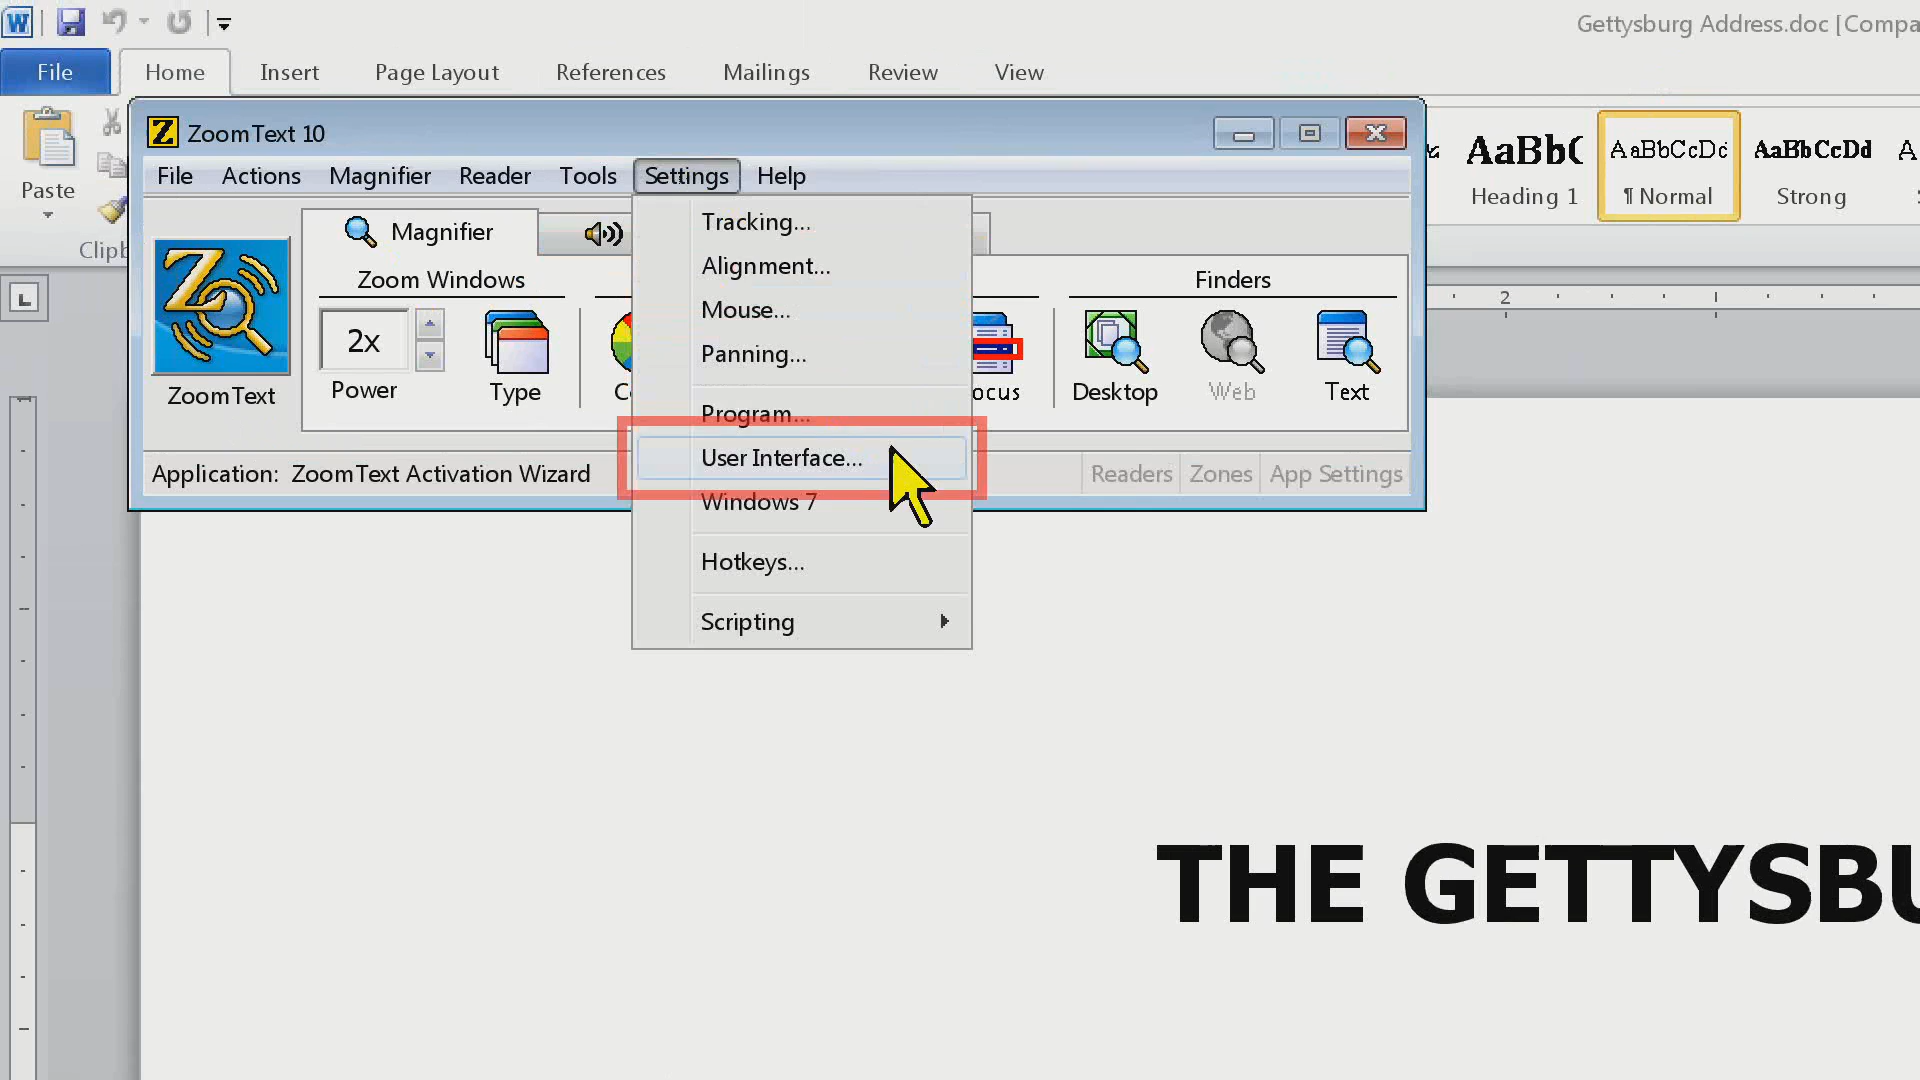 Gettysburg Address.doc [Compa
File Home Insert Page Layout References Mailings Review View
Paste
ZoomText 10
File Actions Magnifier Reader Tools Settings Help
AaBb( AaBbCcDc AaBbCcDd
Heading 1 ¶ Normal Strong
Magnifier
Zoom Windows
Finders
2x
Power Type
ZoomText
Desktop Web Text
Tracking...
Alignment...
Mouse...
Panning...
Program...
User Interface...
Windows 7
Hotkeys...
Scripting
Application: ZoomText Activation Wizard
Readers Zones App Settings
2
THE GETTYSBU